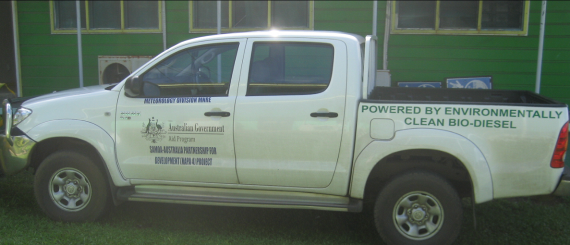 METEOROLOGY DIVISION MNRE
Australian Government
Aid Program
SAMOA-AUSTRALIA PARTNERSHIP FOR
DEVELOPMENT (NAPA 4) PROJECT
POWERED BY ENVIRONMENTALLY
CLEAN BIO-DIESEL